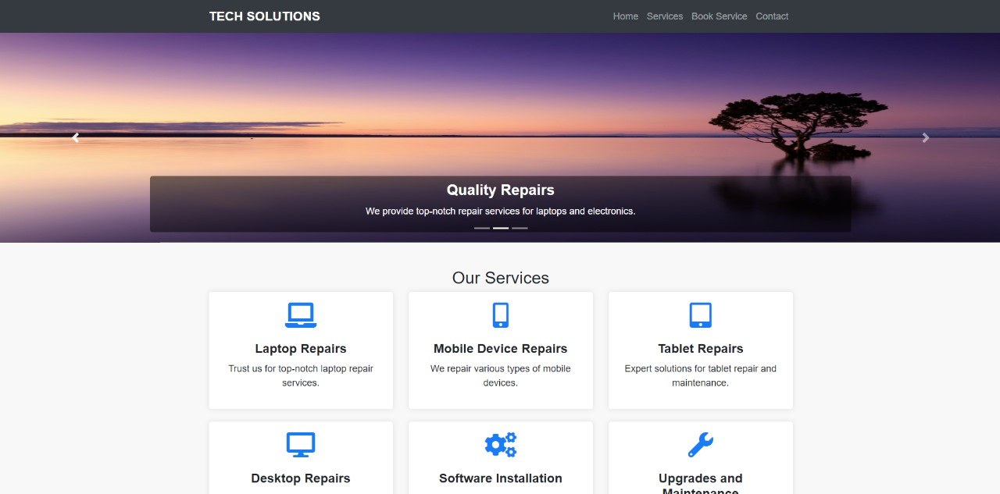 TECH SOLUTIONS
Home Services Book Service Contact
Quality Repairs
We provide top-notch repair services for laptops and electronics.
Our Services
Laptop Repairs
Trust us for top-notch laptop repair
services.
Mobile Device Repairs
We repair various types of mobile
devices.
Tablet Repairs
Expert solutions for tablet repair and
maintenance.
Desktop Repairs
Software Installation
Upgrades and
Maintenance